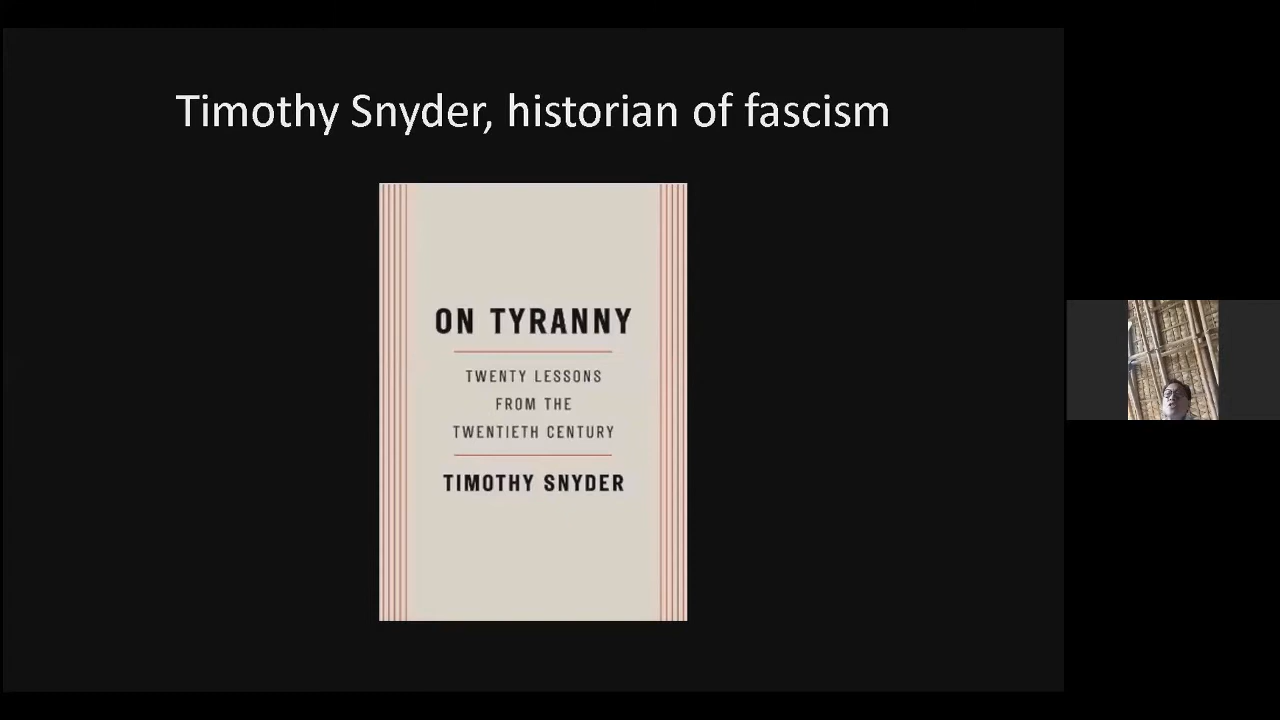 Timothy Snyder, historian of fascism
ON TYRANNY
TWENTY LESSONS
FROM THE
TWENTIETH CENTURY
TIMOTHY SNYDER